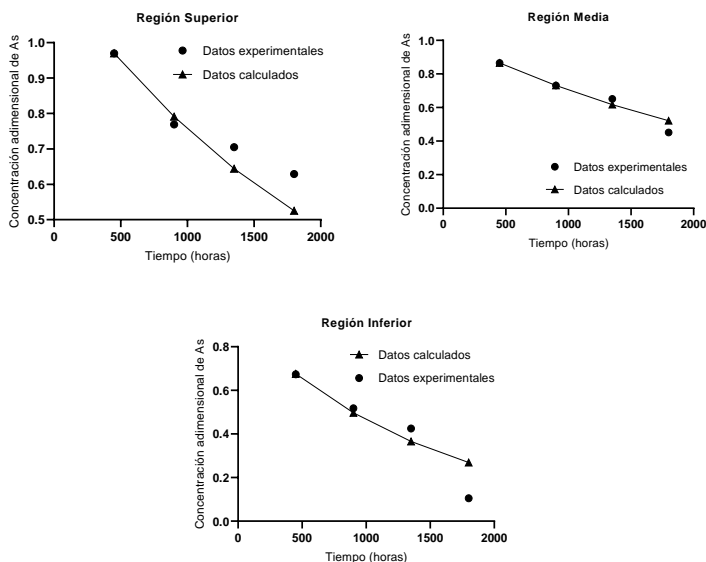 Región Superior
Concentración adimensional de As
1.0
0.9
0.8
0.7
0.6
0.5
0
500
1000
1500
2000
Tiempo (horas)
Datos experimentales
Datos calculados
Región Media
Concentración adimensional de As
1.0
0.8
0.6
0.4
0.2
0.0
0
500
1000
1500
2000
Tiempo (horas)
Datos experimentales
Datos calculados
Región Inferior
Concentración adimensional de As
0.8
0.6
0.4
0.2
0.0
0
500
1000
1500
2000
Tiempo (horas)
Datos calculados
Datos experimentales